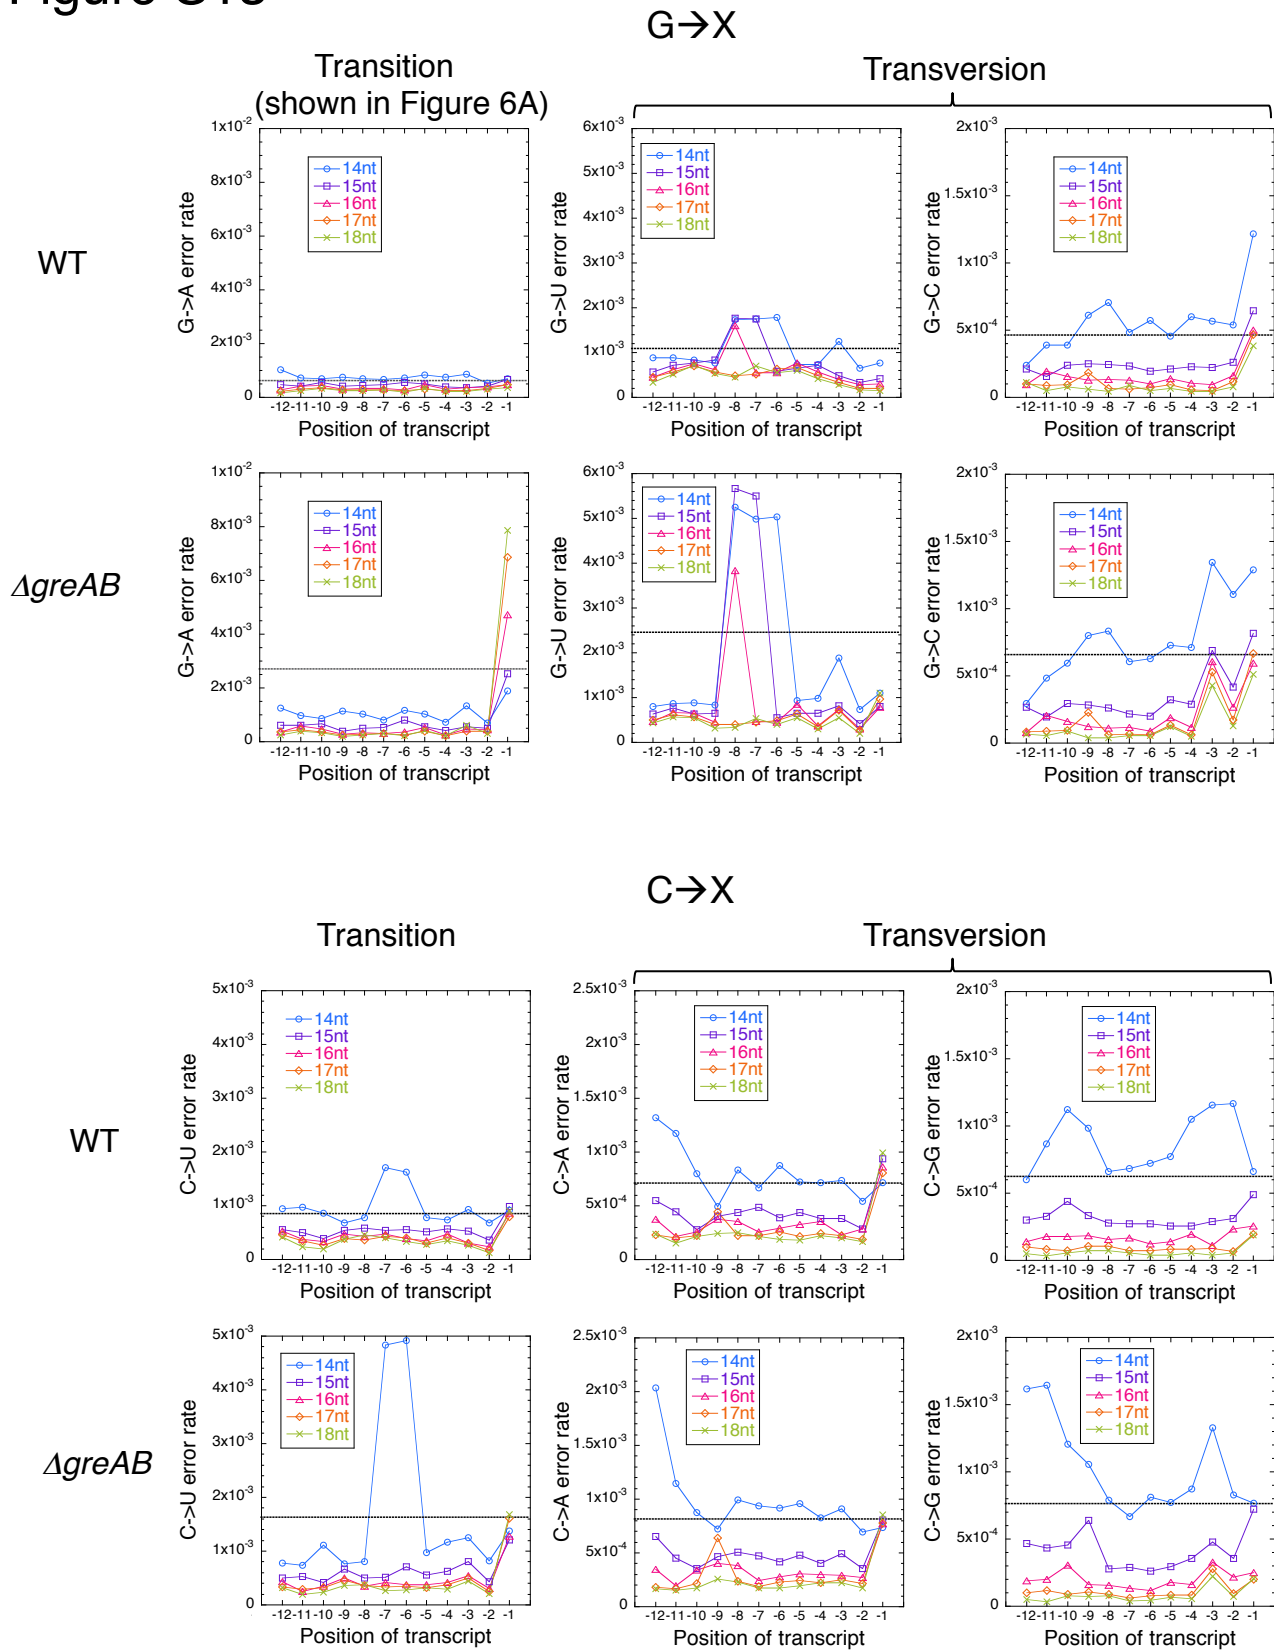 G→X
Transition
(shown in Figure 6A)
Transversion
WT
G->A error rate
1x10-2
8x10-3
6x10-3
4x10-3
2x10-3
0
14nt
15nt
16nt
17nt
18nt
-12 -11 -10 -9 -8 -7 -6 -5 -4 -3 -2 -1
Position of transcript
G->U error rate
6x10-3
5x10-3
4x10-3
3x10-3
2x10-3
1x10-3
0
14nt
15nt
16nt
17nt
18nt
-12 -11 -10 -9 -8 -7 -6 -5 -4 -3 -2 -1
Position of transcript
G->C error rate
2x10-3
1.5x10-3
1x10-3
5x10-4
0
14nt
15nt
16nt
17nt
18nt
-12 -11 -10 -9 -8 -7 -6 -5 -4 -3 -2 -1
Position of transcript
ΔgreAB
G->A error rate
1x10-2
8x10-3
6x10-3
4x10-3
2x10-3
0
14nt
15nt
16nt
17nt
18nt
-12 -11 -10 -9 -8 -7 -6 -5 -4 -3 -2 -1
Position of transcript
G->U error rate
6x10-3
5x10-3
4x10-3
3x10-3
2x10-3
1x10-3
0
14nt
15nt
16nt
17nt
18nt
-12 -11 -10 -9 -8 -7 -6 -5 -4 -3 -2 -1
Position of transcript
G->C error rate
2x10-3
1.5x10-3
1x10-3
5x10-4
0
14nt
15nt
16nt
17nt
18nt
-12 -11 -10 -9 -8 -7 -6 -5 -4 -3 -2 -1
Position of transcript
C→X
Transition
Transversion
WT
C->U error rate
5x10-3
4x10-3
3x10-3
2x10-3
1x10-3
0
14nt
15nt
16nt
17nt
18nt
-12 -11 -10 -9 -8 -7 -6 -5 -4 -3 -2 -1
Position of transcript
C->A error rate
2.5x10-3
2x10-3
1.5x10-3
1x10-3
5x10-4
0
14nt
15nt
16nt
17nt
18nt
-12 -11 -10 -9 -8 -7 -6 -5 -4 -3 -2 -1
Position of transcript
C->G error rate
2x10-3
1.5x10-3
1x10-3
5x10-4
0
14nt
15nt
16nt
17nt
18nt
-12 -11 -10 -9 -8 -7 -6 -5 -4 -3 -2 -1
Position of transcript
ΔgreAB
C->U error rate
5x10-3
4x10-3
3x10-3
2x10-3
1x10-3
0
14nt
15nt
16nt
17nt
18nt
-12 -11 -10 -9 -8 -7 -6 -5 -4 -3 -2 -1
Position of transcript
C->A error rate
2.5x10-3
2x10-3
1.5x10-3
1x10-3
5x10-4
0
14nt
15nt
16nt
17nt
18nt
-12 -11 -10 -9 -8 -7 -6 -5 -4 -3 -2 -1
Position of transcript
C->G error rate
2x10-3
1.5x10-3
1x10-3
5x10-4
0
14nt
15nt
16nt
17nt
18nt
-12 -11 -10 -9 -8 -7 -6 -5 -4 -3 -2 -1
Position of transcript